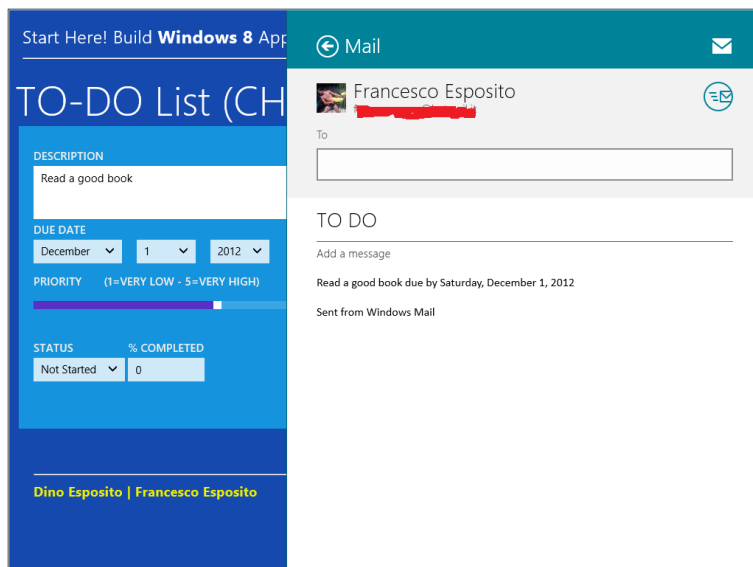 Start Here! Build Windows 8 App
TO-DO List (CH
DESCRIPTION
Read a good book
DUE DATE
December 1 2012
PRIORITY (1=VERY LOW - 5=VERY HIGH)
STATUS % COMPLETED
Not Started 0
Dino Esposito | Francesco Esposito
Mail
Francesco Esposito
To
TO DO
Add a message
Read a good book due by Saturday, December 1, 2012
Sent from Windows Mail